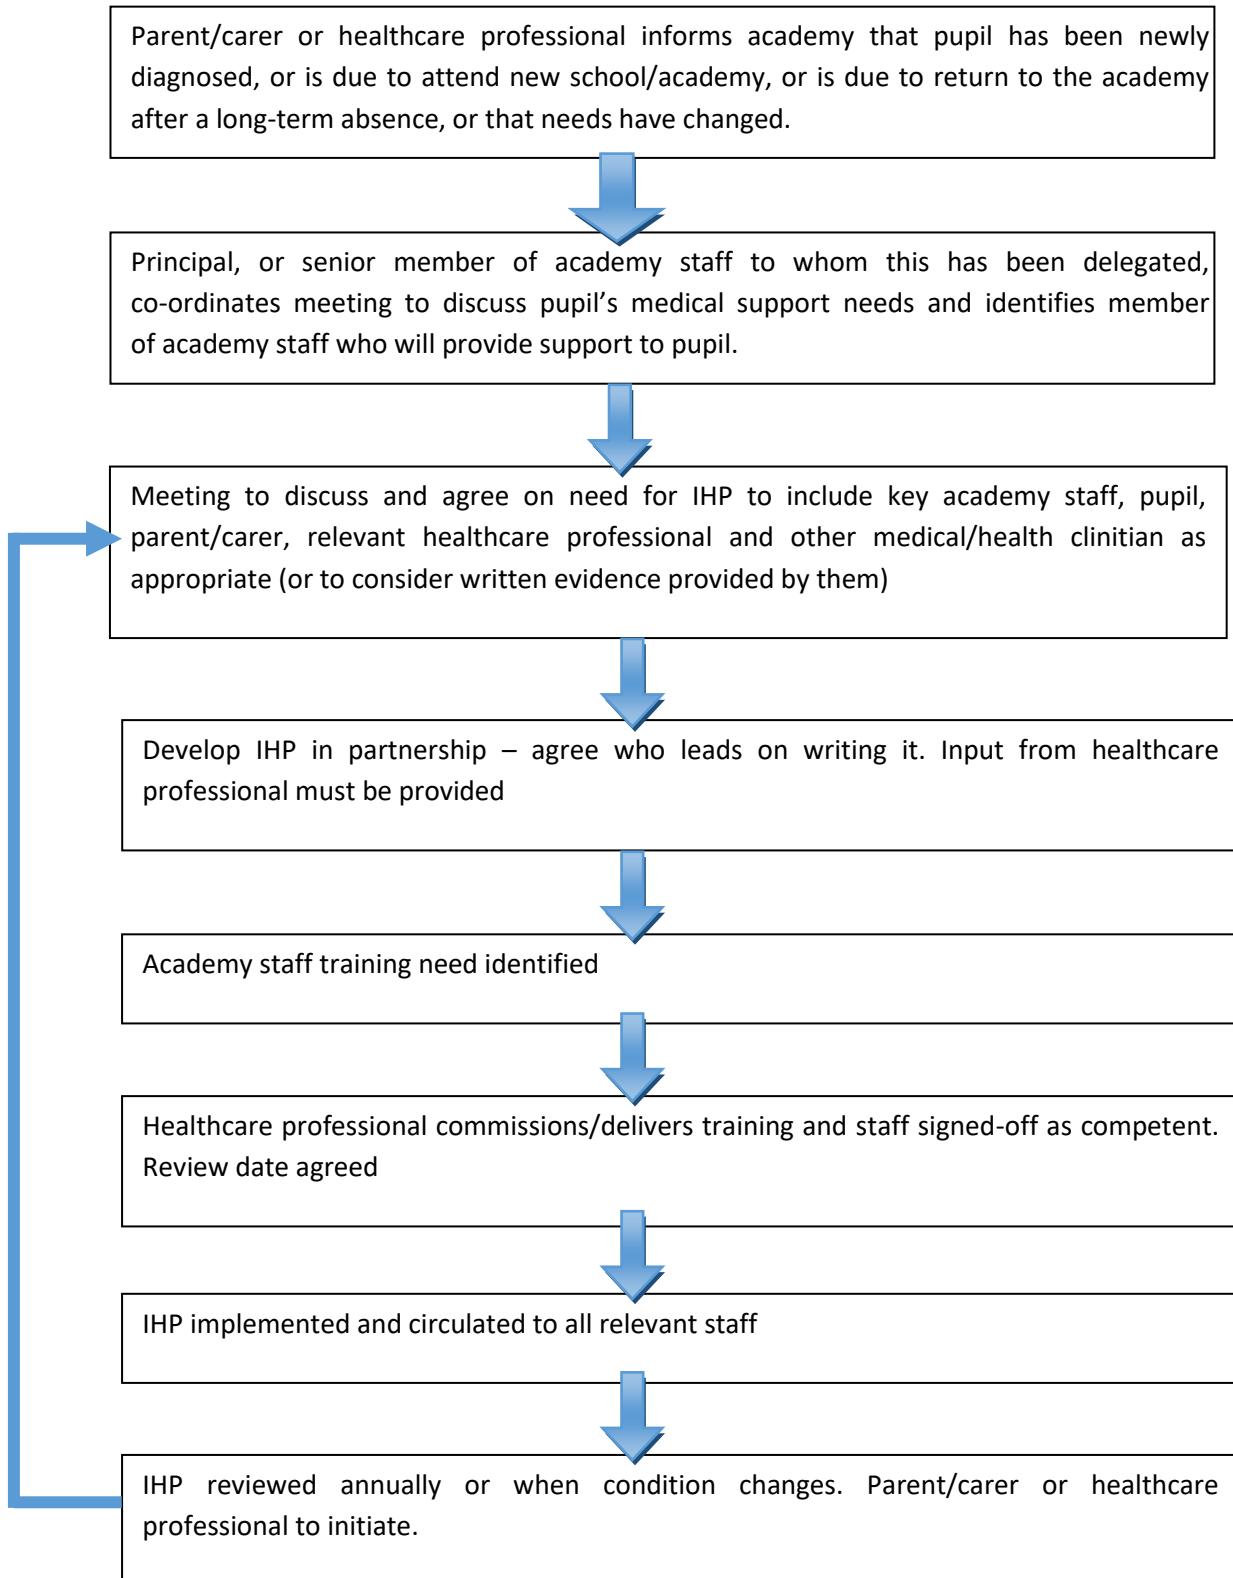 Parent/carer or healthcare professional informs academy that pupil has been newly
diagnosed, or is due to attend new school/academy, or is due to return to the academy
after a long-term absence, or that needs have changed.
Principal, or senior member of academy staff to whom this has been delegated,
co-ordinates meeting to discuss pupil’s medical support needs and identifies member
of academy staff who will provide support to pupil.
Meeting to discuss and agree on need for IHP to include key academy staff, pupil,
parent/carer, relevant healthcare professional and other medical/health clinitian as
appropriate (or to consider written evidence provided by them)
Develop IHP in partnership – agree who leads on writing it. Input from healthcare
professional must be provided
Academy staff training need identified
Healthcare professional commissions/delivers training and staff signed-off as competent.
Review date agreed
IHP implemented and circulated to all relevant staff
IHP reviewed annually or when condition changes. Parent/carer or healthcare
professional to initiate.